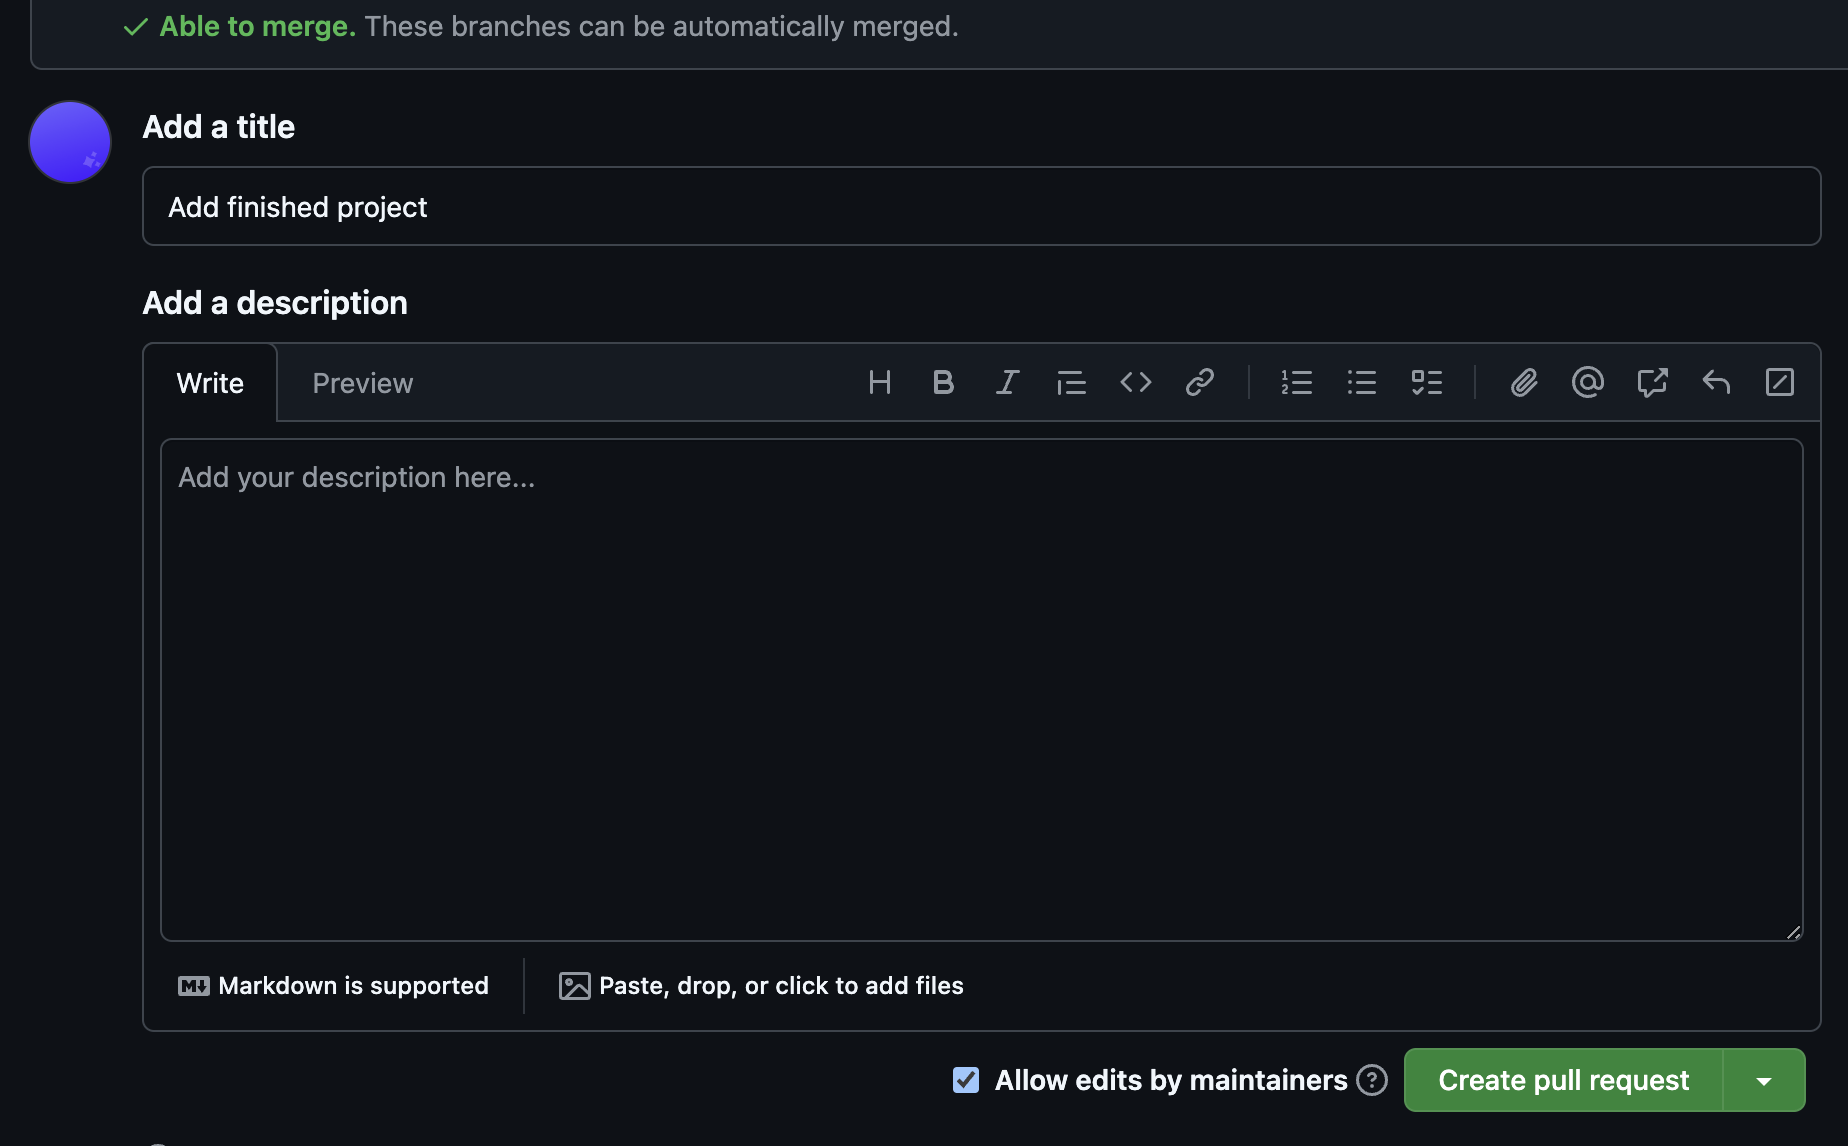 Able to merge. These branches can be automatically merged.
Add a title
Add finished project
Add a description
Write Preview
Add your description here...
Markdown is supported Paste, drop, or click to add files
Allow edits by maintainers Create pull request